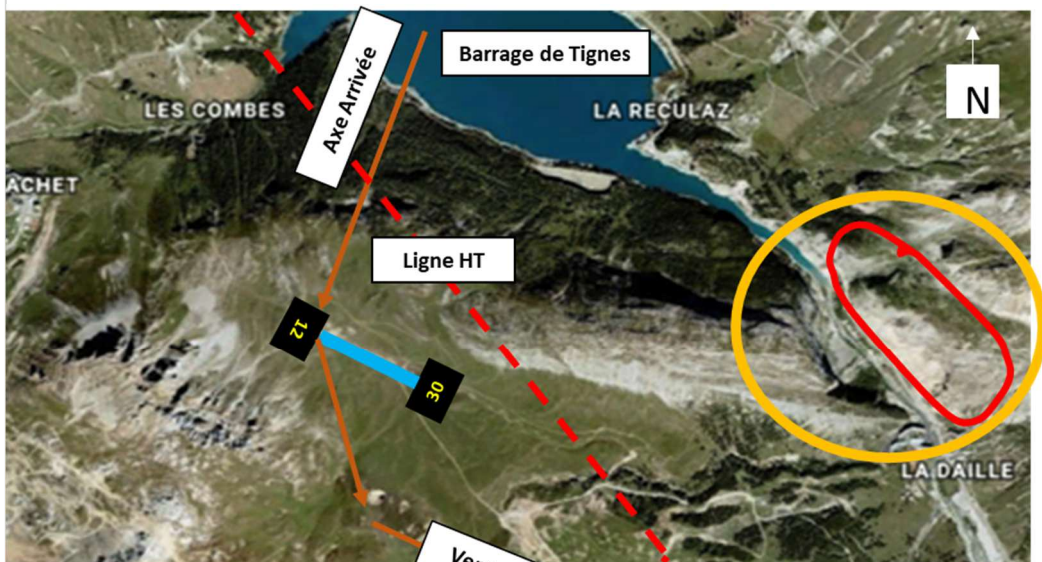 Axe Arrivée
Barrage de Tignes
LES COMBES
LA RECULAZ
N
ACHET
Ligne HT
12
30
LA DAILLE